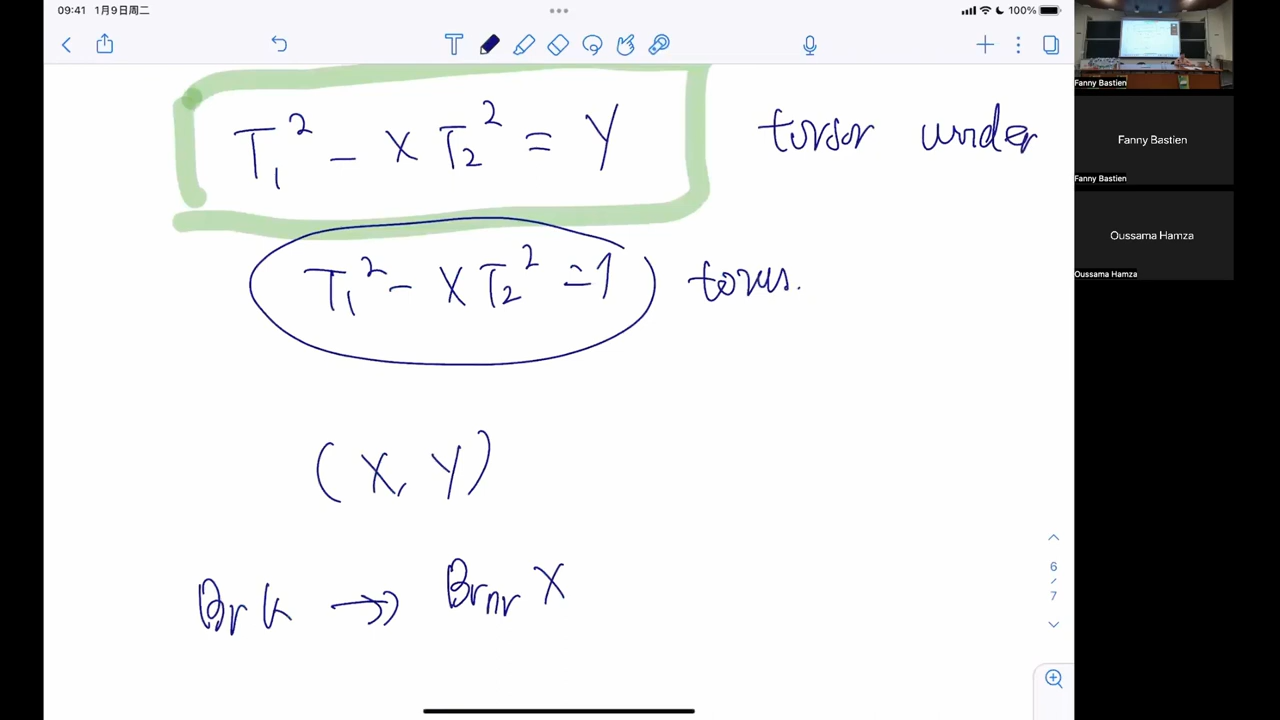 09:41 1月9日周二
100%
T₁² - X T₂² = Y torsor under
T₁² - X T₂² = 1 torus.
(X, Y)
Br k ↠ Br_nr X
6
/
7
Fanny Bastien
Fanny Bastien
Fanny Bastien
Oussama Hamza
Oussama Hamza